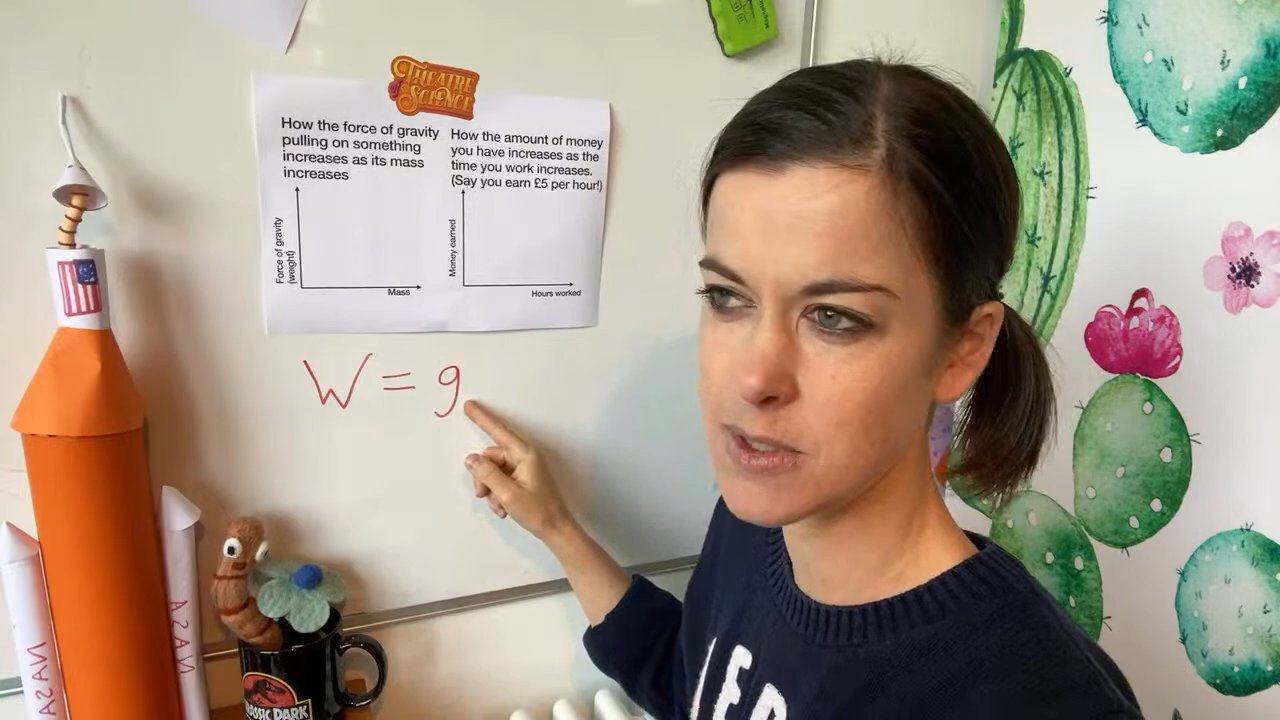 THEATRE
of SCIENCE
How the force of gravity
pulling on something
increases as its mass
increases
Force of gravity
(weight)
Mass
How the amount of money
you have increases as the
time you work increases.
(Say you earn £5 per hour!)
Money earned
Hours worked
W = g
NASA
NASA
JURASSIC PARK